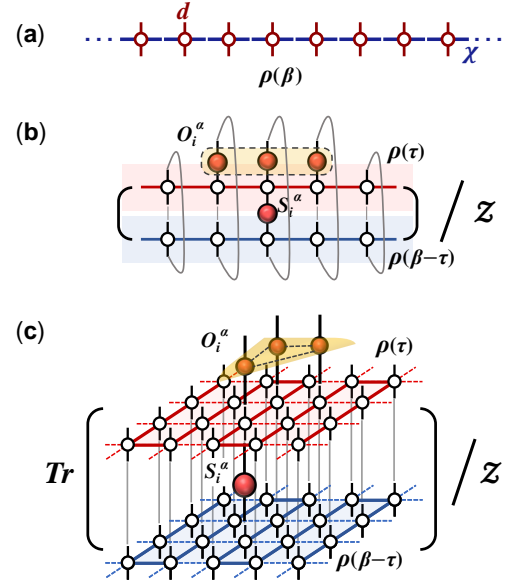 (a)
d
χ
ρ(β)
(b)
O_i^α
ρ(τ)
S_i^α
/ Z
ρ(β−τ)
(c)
O_i^α
ρ(τ)
Tr
S_i^α
/ Z
ρ(β−τ)